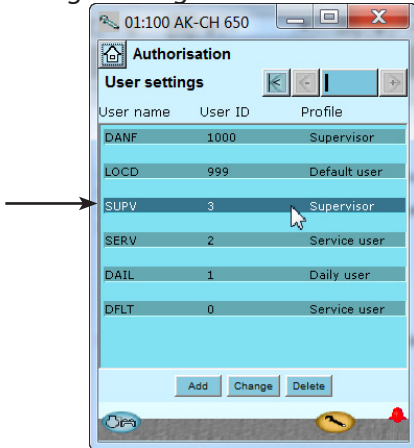 01:100 AK-CH 650
Authorisation
User settings
User name User ID Profile
DANF 1000 Supervisor
LOCD 999 Default user
SUPV 3 Supervisor
SERV 2 Service user
DAIL 1 Daily user
DFLT 0 Service user
Add Change Delete